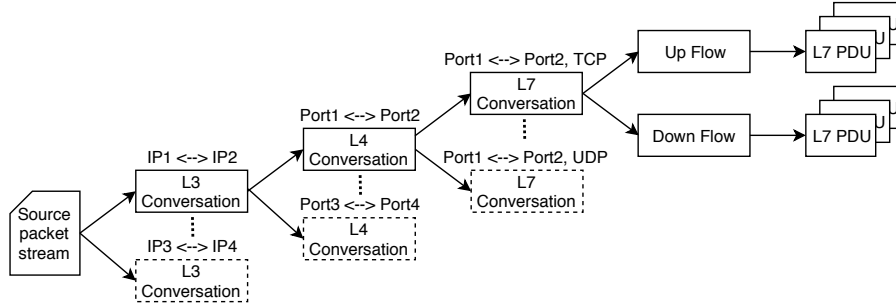 Source
packet
stream
IP1 <--> IP2
L3
Conversation
IP3 <--> IP4
L3
Conversation
Port1 <--> Port2
L4
Conversation
Port3 <--> Port4
L4
Conversation
Port1 <--> Port2, TCP
L7
Conversation
Port1 <--> Port2, UDP
L7
Conversation
Up Flow
L7 PDU
U
U
Down Flow
L7 PDU
U
U